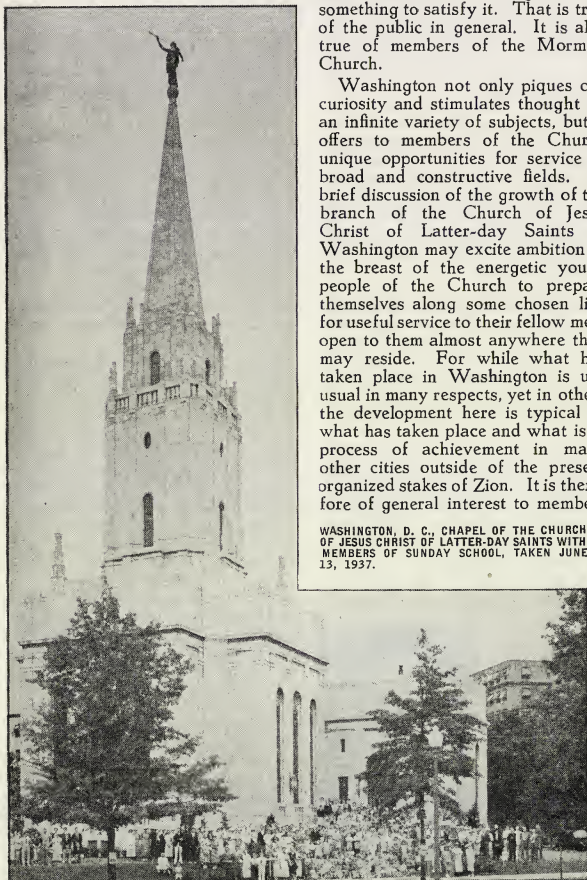 something to satisfy it. That is tr
of the public in general. It is al
true of members of the Morm
Church.
Washington not only piques c
curiosity and stimulates thought
an infinite variety of subjects, but
offers to members of the Chur
unique opportunities for service
broad and constructive fields.
brief discussion of the growth of t
branch of the Church of Jes
Christ of Latter-day Saints
Washington may excite ambition
the breast of the energetic you
people of the Church to prepa
themselves along some chosen li
for useful service to their fellow me
open to them almost anywhere th
may reside. For while what h
taken place in Washington is u
usual in many respects, yet in othe
the development here is typical
what has taken place and what is
process of achievement in ma
other cities outside of the prese
organized stakes of Zion. It is the
fore of general interest to membe
WASHINGTON, D. C., CHAPEL OF THE CHURCH
OF JESUS CHRIST OF LATTER-DAY SAINTS WITH
MEMBERS OF SUNDAY SCHOOL, TAKEN JUNE
13, 1937.